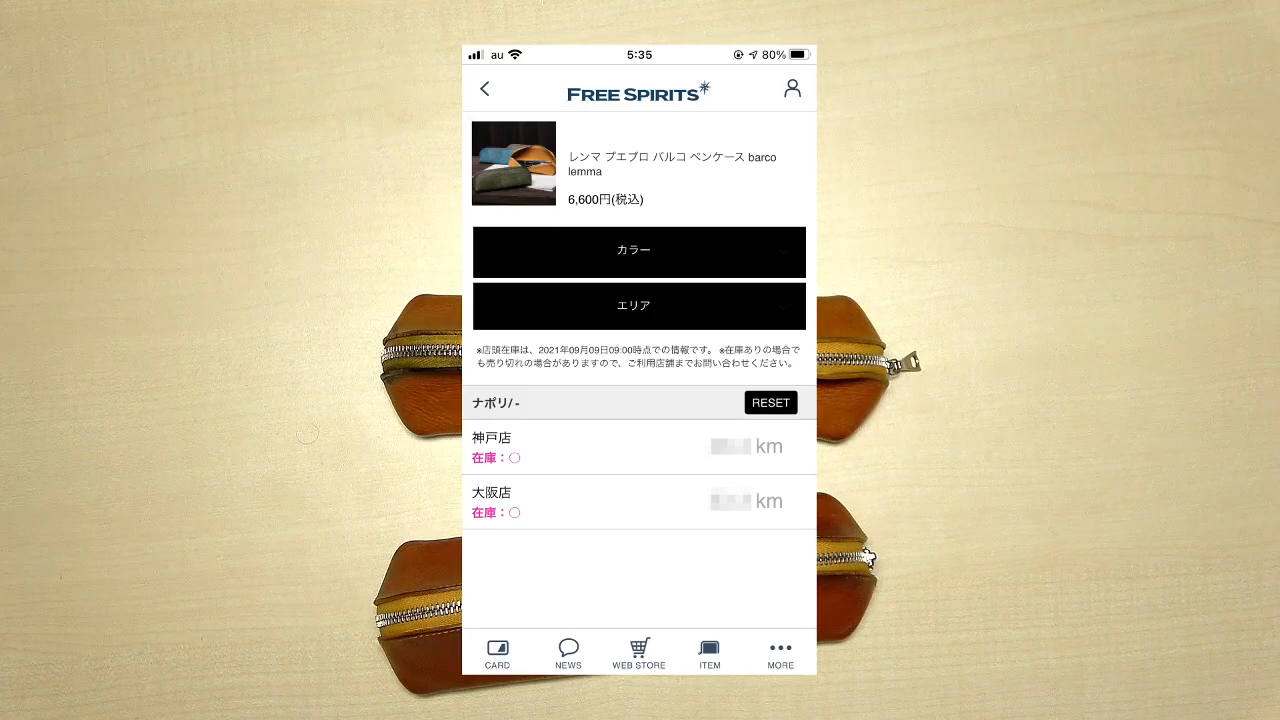 au 5:35 80%
FREE SPIRITS
レンマ プエブロ バルコ ペンケース barco
lemma
6,600円(税込)
カラー
エリア
※店頭在庫は、2021年09月09日09:00時点での情報です。 ※在庫ありの場合で
も売り切れの場合がありますので、ご利用店舗までお問い合わせください。
ナポリ/ - RESET
神戸店
在庫：〇 km
大阪店
在庫：〇 km
CARD NEWS WEB STORE ITEM MORE